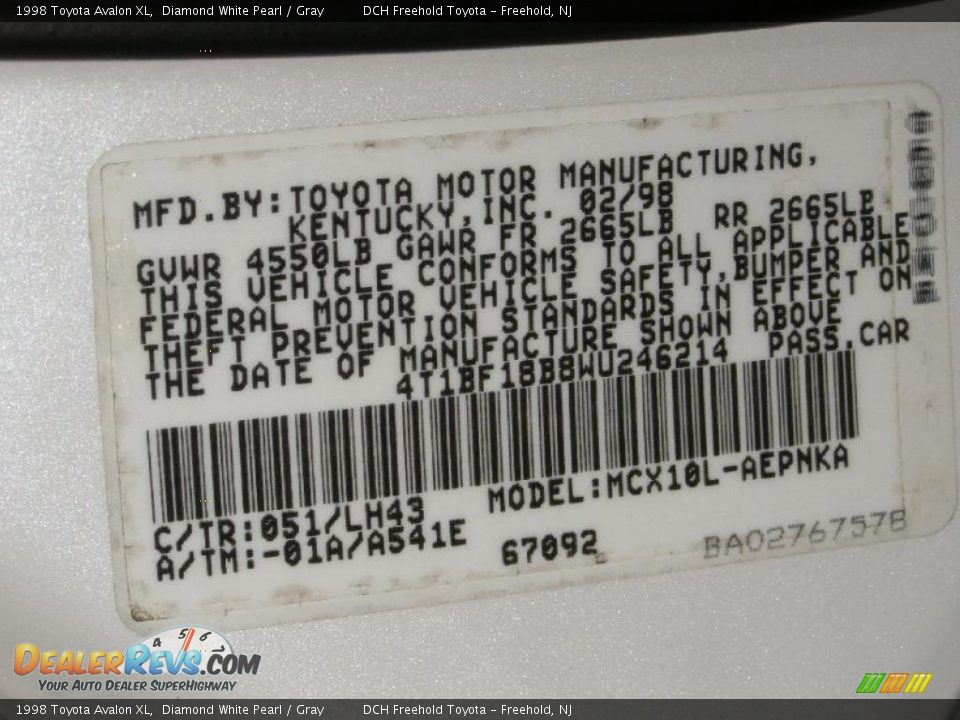 1998 Toyota Avalon XL, Diamond White Pearl / Gray DCH Freehold Toyota - Freehold, NJ
MFD.BY:TOYOTA MOTOR MANUFACTURING,
KENTUCKY,INC. 02/98
GVWR 4550LB GAWR FR 2665LB RR 2665LB
THIS VEHICLE CONFORMS TO ALL APPLICABLE
FEDERAL MOTOR VEHICLE SAFETY,BUMPER AND
THEFT PREVENTION STANDARDS IN EFFECT ON
THE DATE OF MANUFACTURE SHOWN ABOVE
4T1BF18B8WU246214 PASS.CAR
C/TR:051/LH43 MODEL:MCX10L-AEPNKA
A/TM:-01A/A541E 67092 BA02767578
4 5 6 7
DEALERREVS.COM
YOUR AUTO DEALER SUPERHIGHWAY
1998 Toyota Avalon XL, Diamond White Pearl / Gray DCH Freehold Toyota - Freehold, NJ